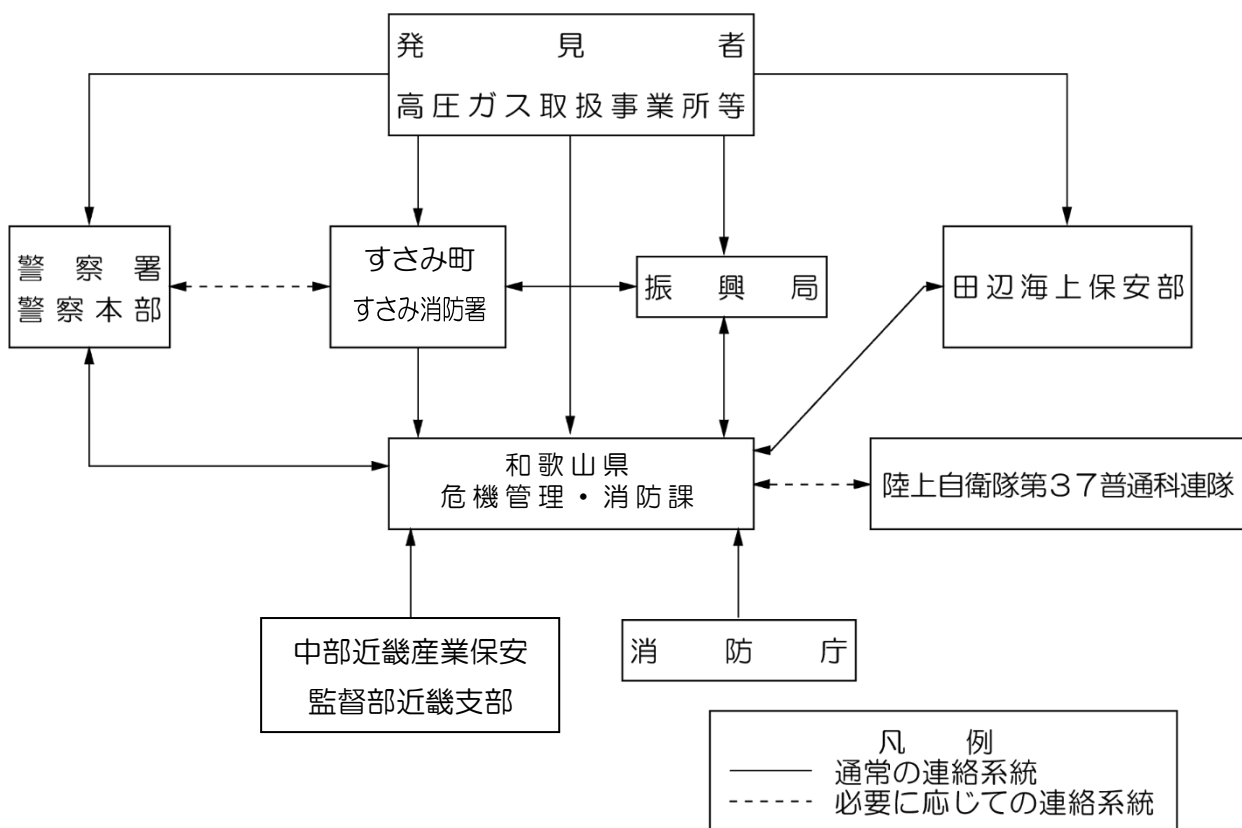 発見者
高圧ガス取扱事業所等
警察署
警察本部
すさみ町
すさみ消防署
振興局
田辺海上保安部
和歌山県
危機管理・消防課
陸上自衛隊第37普通科連隊
中部近畿産業保安
監督部近畿支部
消防庁
凡例
通常の連絡系統
必要に応じての連絡系統